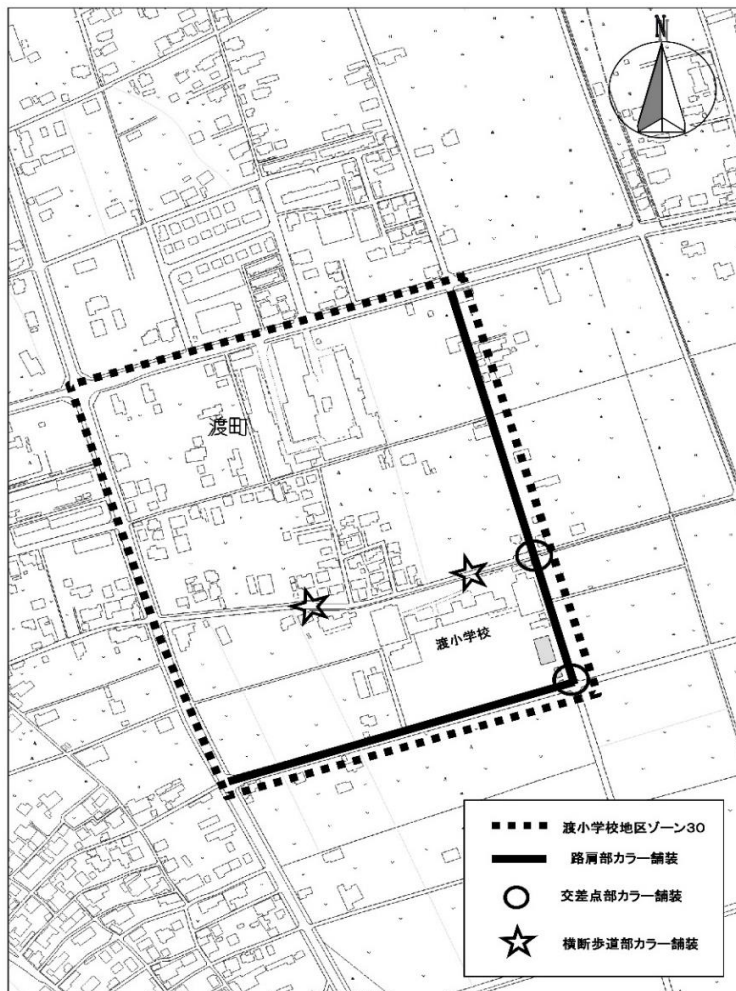 N
渡町
渡小学校
渡小学校地区ゾーン30
路肩部カラー舗装
交差点部カラー舗装
横断歩道部カラー舗装